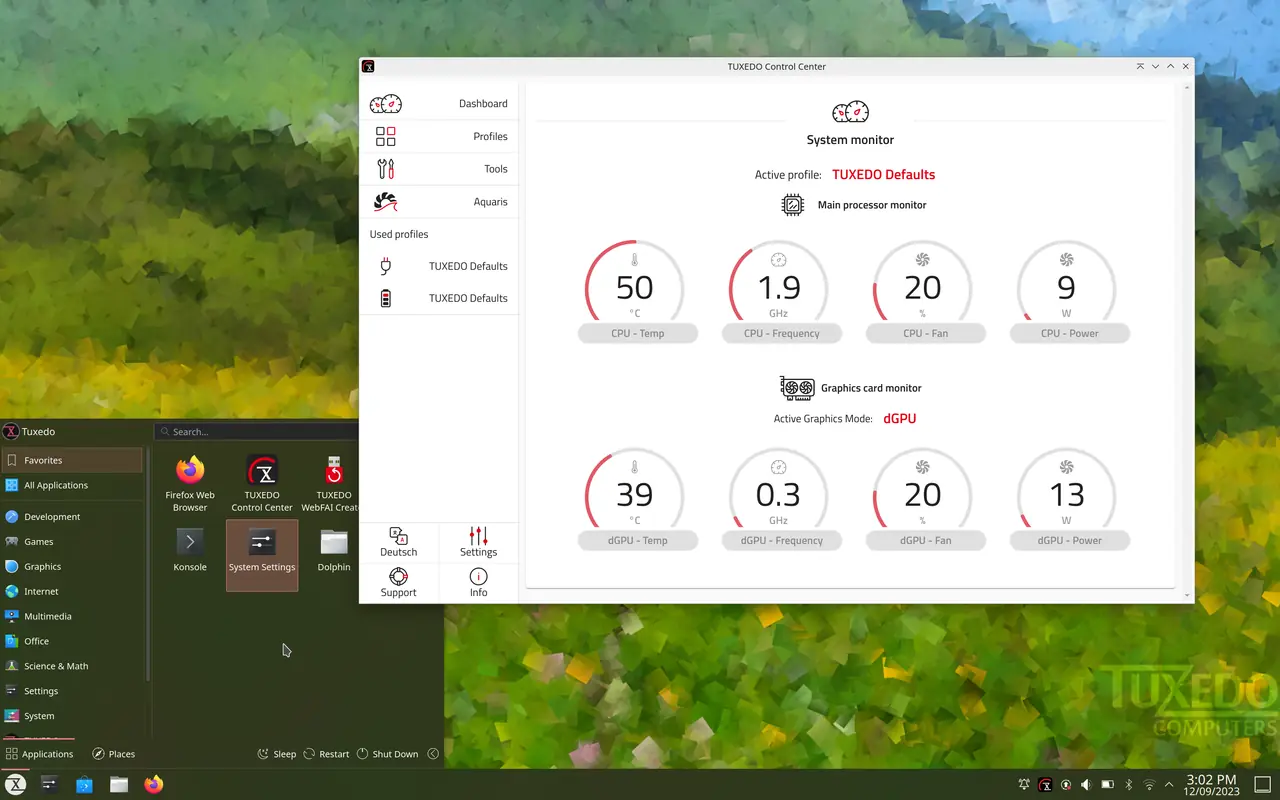 TUXEDO Control Center
Dashboard
Profiles
Tools
Aquaris
Used profiles
TUXEDO Defaults
TUXEDO Defaults
Deutsch
Settings
Support
Info
System monitor
Active profile: TUXEDO Defaults
Main processor monitor
50
°C
CPU - Temp
1.9
GHz
CPU - Frequency
20
%
CPU - Fan
9
W
CPU - Power
Graphics card monitor
Active Graphics Mode: dGPU
39
°C
dGPU - Temp
0.3
GHz
dGPU - Frequency
20
%
dGPU - Fan
13
W
dGPU - Power
Tuxedo
Search...
Favorites
All Applications
Development
Games
Graphics
Internet
Multimedia
Office
Science & Math
Settings
System
Firefox Web
Browser
TUXEDO
Control Center
TUXEDO
WebFAI Creat
Konsole
System Settings
Dolphin
Applications
Places
Sleep
Restart
Shut Down
TUXEDO
COMPUTERS
3:02 PM
12/09/2023